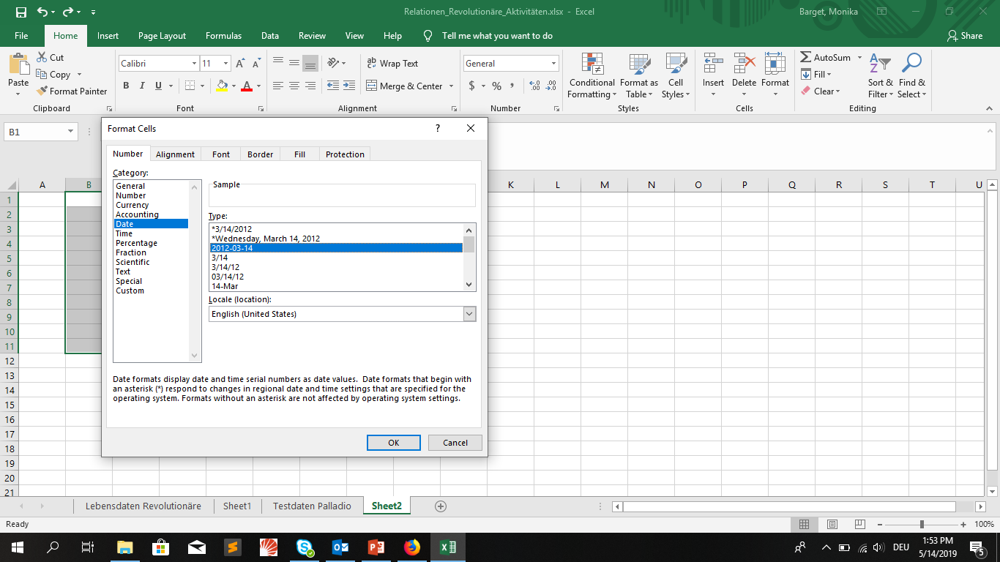 Relationen_Revolutionäre_Aktivitäten.xlsx - Excel
Barget, Monika
File Home Insert Page Layout Formulas Data Review View Help Tell me what you want to do Share
Paste
Cut
Copy
Format Painter
Clipboard
Calibri 11
B I U
Font
Wrap Text
Merge & Center
Alignment
General
$ % ,
Number
Conditional Formatting
Format as Table
Cell Styles
Styles
Insert
Delete
Format
Cells
AutoSum
Fill
Clear
Sort & Filter
Find & Select
Editing
B1
Format Cells ?
Number Alignment Font Border Fill Protection
Category:
General
Number
Currency
Accounting
Date
Time
Percentage
Fraction
Scientific
Text
Special
Custom
Sample
Type:
*3/14/2012
*Wednesday, March 14, 2012
2012-03-14
3/14
3/14/12
03/14/12
14-Mar
Locale (location):
English (United States)
Date formats display date and time serial numbers as date values. Date formats that begin with
an asterisk (*) respond to changes in regional date and time settings that are specified for the
operating system. Formats without an asterisk are not affected by operating system settings.
OK Cancel
A B K L M N O P Q R S T U
1
2
3
4
5
6
7
8
9
10
11
12
13
14
15
16
17
18
19
20
21
Lebensdaten Revolutionäre Sheet1 Testdaten Palladio Sheet2
Ready
100%
DEU
1:53 PM
5/14/2019
5